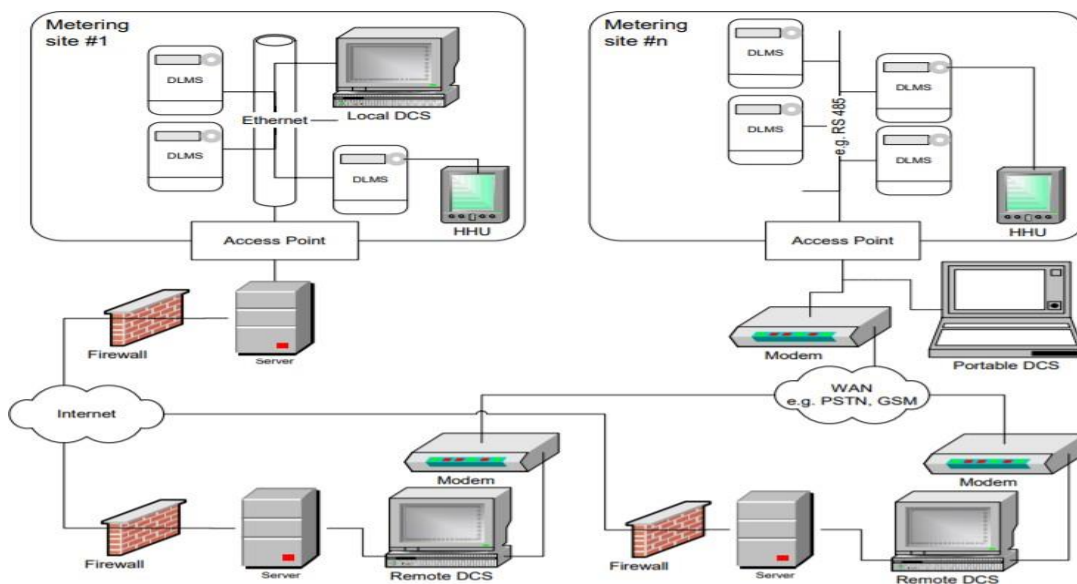 Metering
site #1
DLMS
DLMS
Ethernet
Local DCS
DLMS
HHU
Access Point
Metering
site #n
DLMS
DLMS
DLMS
DLMS
e.g. RS 485
HHU
Access Point
Firewall
Server
Modem
Portable DCS
Internet
WAN
e.g. PSTN, GSM
Modem
Modem
Firewall
Server
Remote DCS
Firewall
Server
Remote DCS